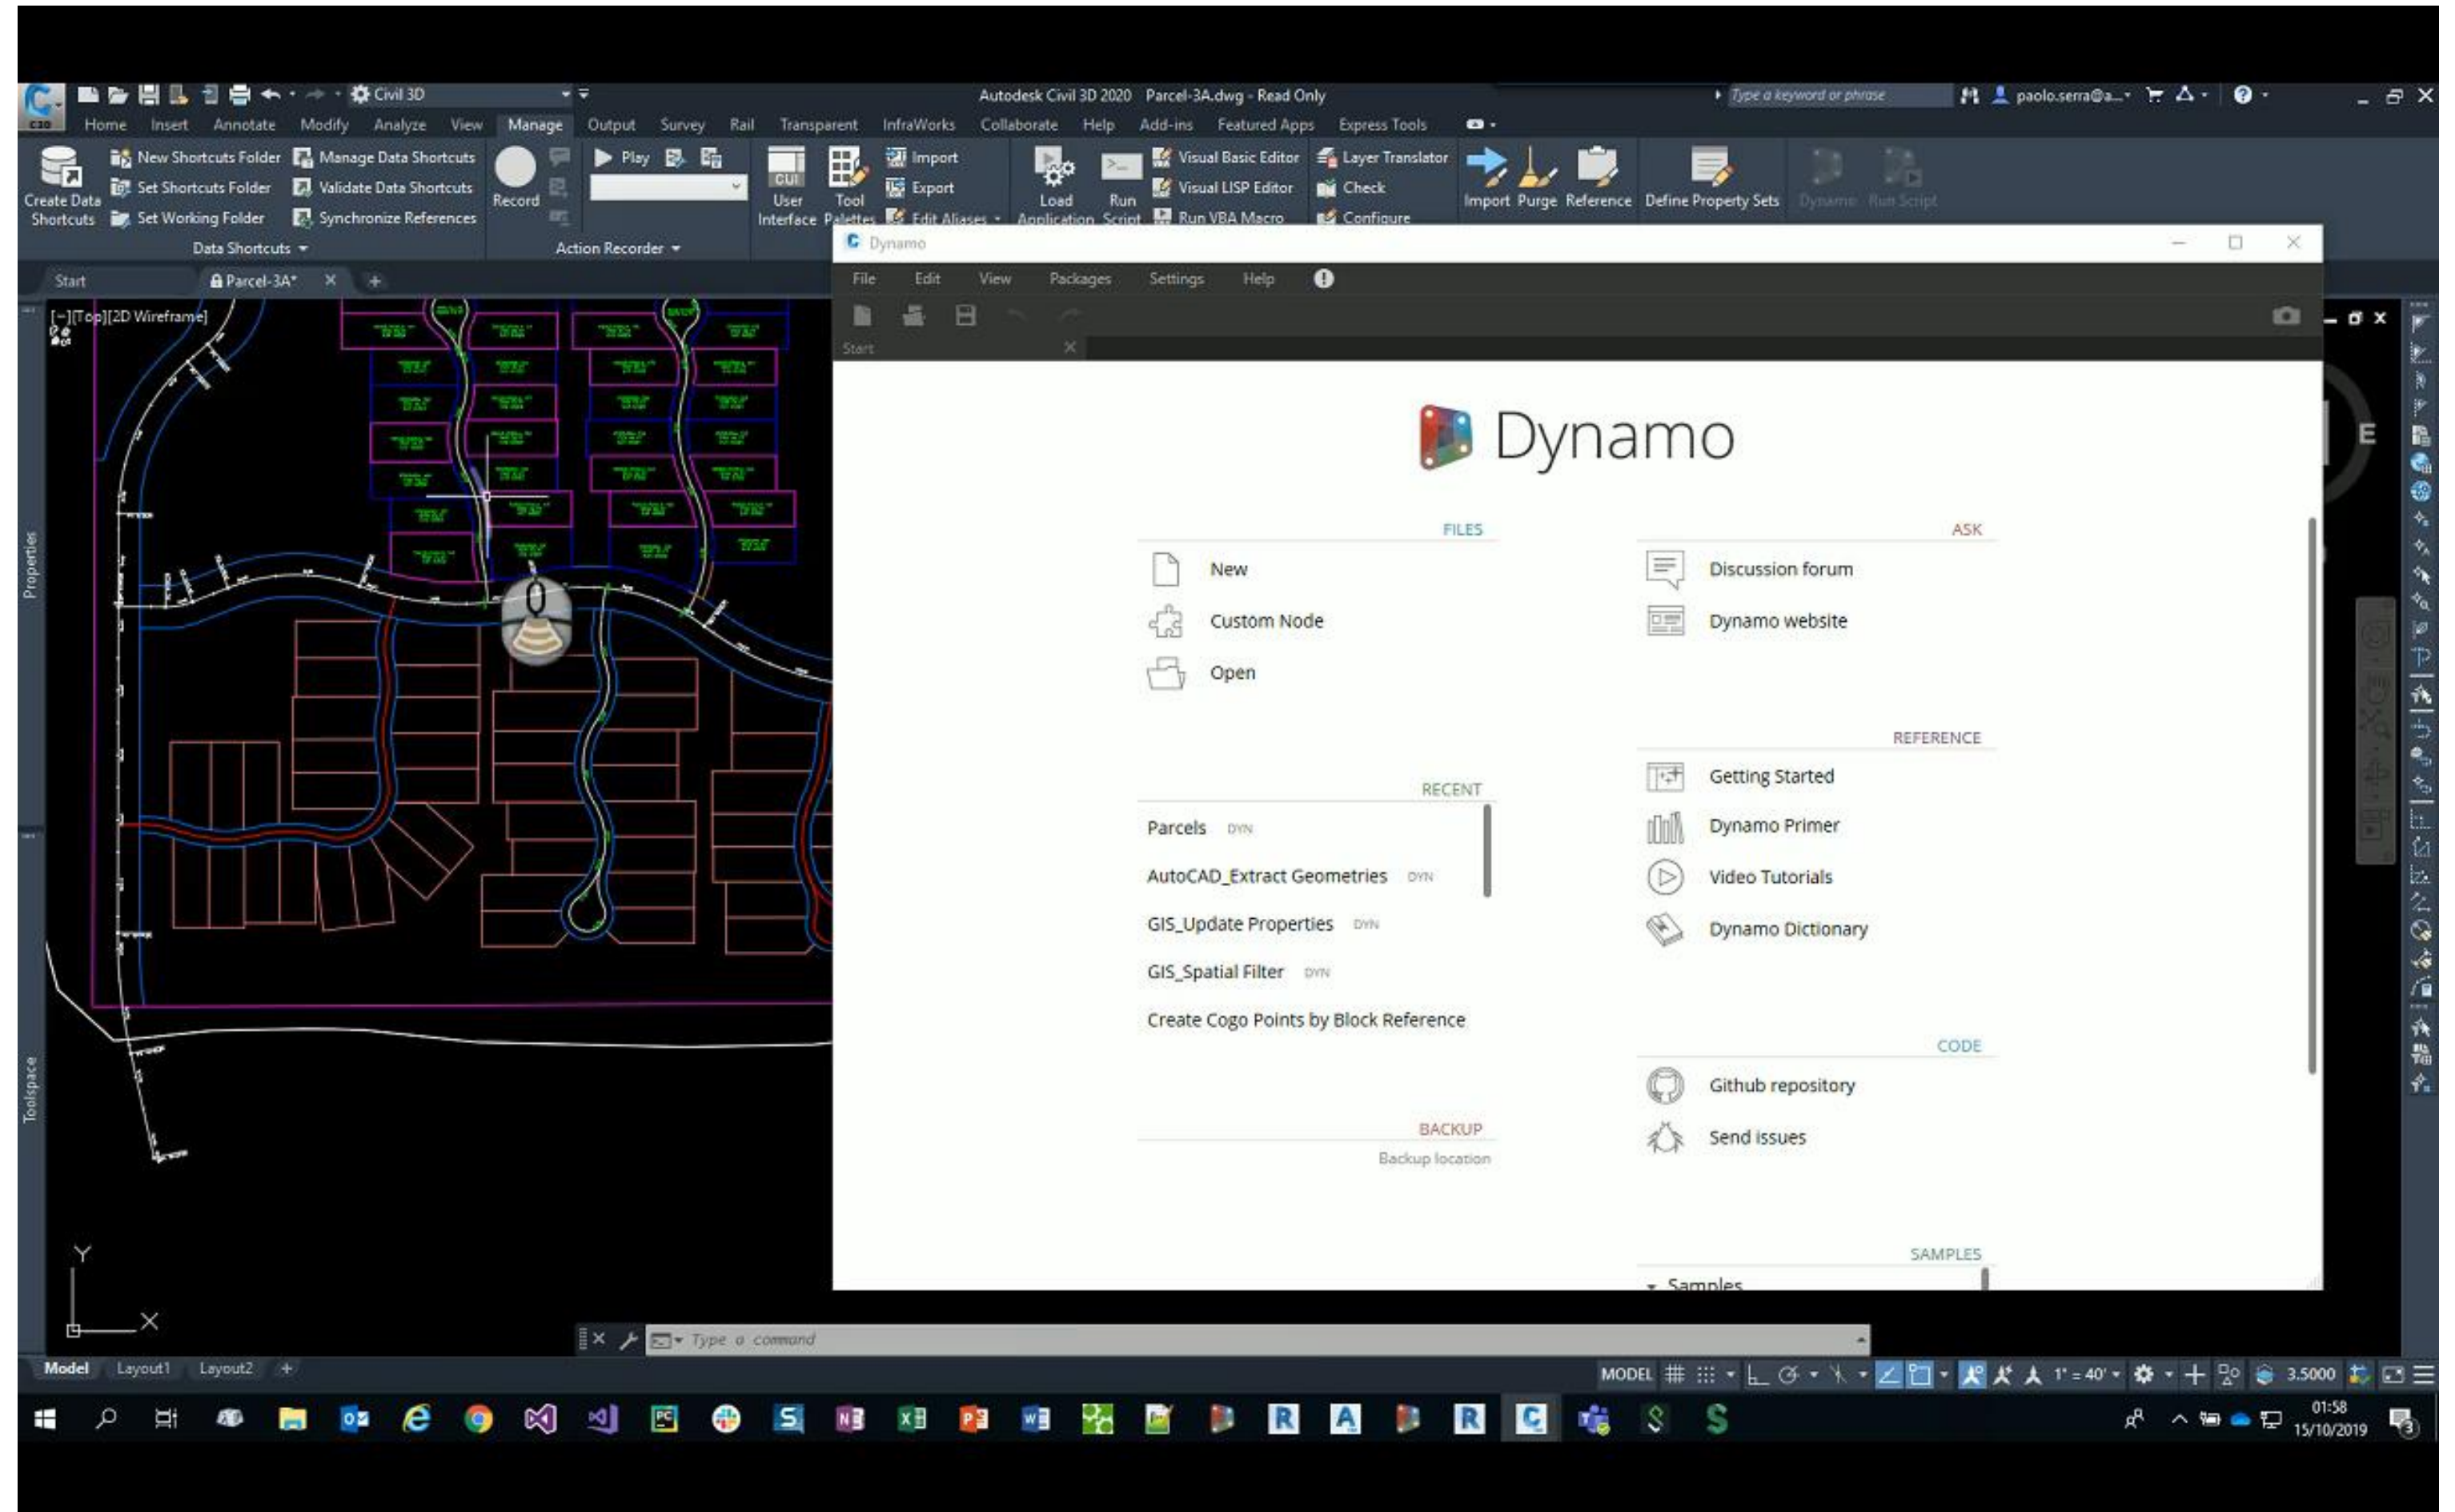 Civil 3D
Autodesk Civil 3D 2020 Parcel-3A.dwg - Read Only
Type a keyword or phrase
paolo.serra@a...
C3D
Home Insert Annotate Modify Analyze View Manage Output Survey Rail Transparent InfraWorks Collaborate Help Add-ins Featured Apps Express Tools
New Shortcuts Folder Manage Data Shortcuts
Play
Import
Visual Basic Editor Layer Translator
Set Shortcuts Folder Validate Data Shortcuts
CUI
Export
Visual LISP Editor Check
Create Data Shortcuts
Set Working Folder Synchronize References
Record
User Interface
Tool Palettes
Edit Aliases
Load Application
Run Script
Run VBA Macro Configure
Import Purge Reference Define Property Sets Dynamo Run Script
Data Shortcuts
Action Recorder
Start Parcel-3A*
[-][Top][2D Wireframe]
Properties
Toolspace
Dynamo
File Edit View Packages Settings Help
Start
Dynamo
FILES
New
Custom Node
Open
RECENT
Parcels DYN
AutoCAD_Extract Geometries DYN
GIS_Update Properties DYN
GIS_Spatial Filter DYN
Create Cogo Points by Block Reference
BACKUP
Backup location
ASK
Discussion forum
Dynamo website
REFERENCE
Getting Started
Dynamo Primer
Video Tutorials
Dynamo Dictionary
CODE
Github repository
Send issues
SAMPLES
Samples
E
Y
X
Type a command
Model Layout1 Layout2
MODEL
1" = 40'
3.5000
01:58
15/10/2019